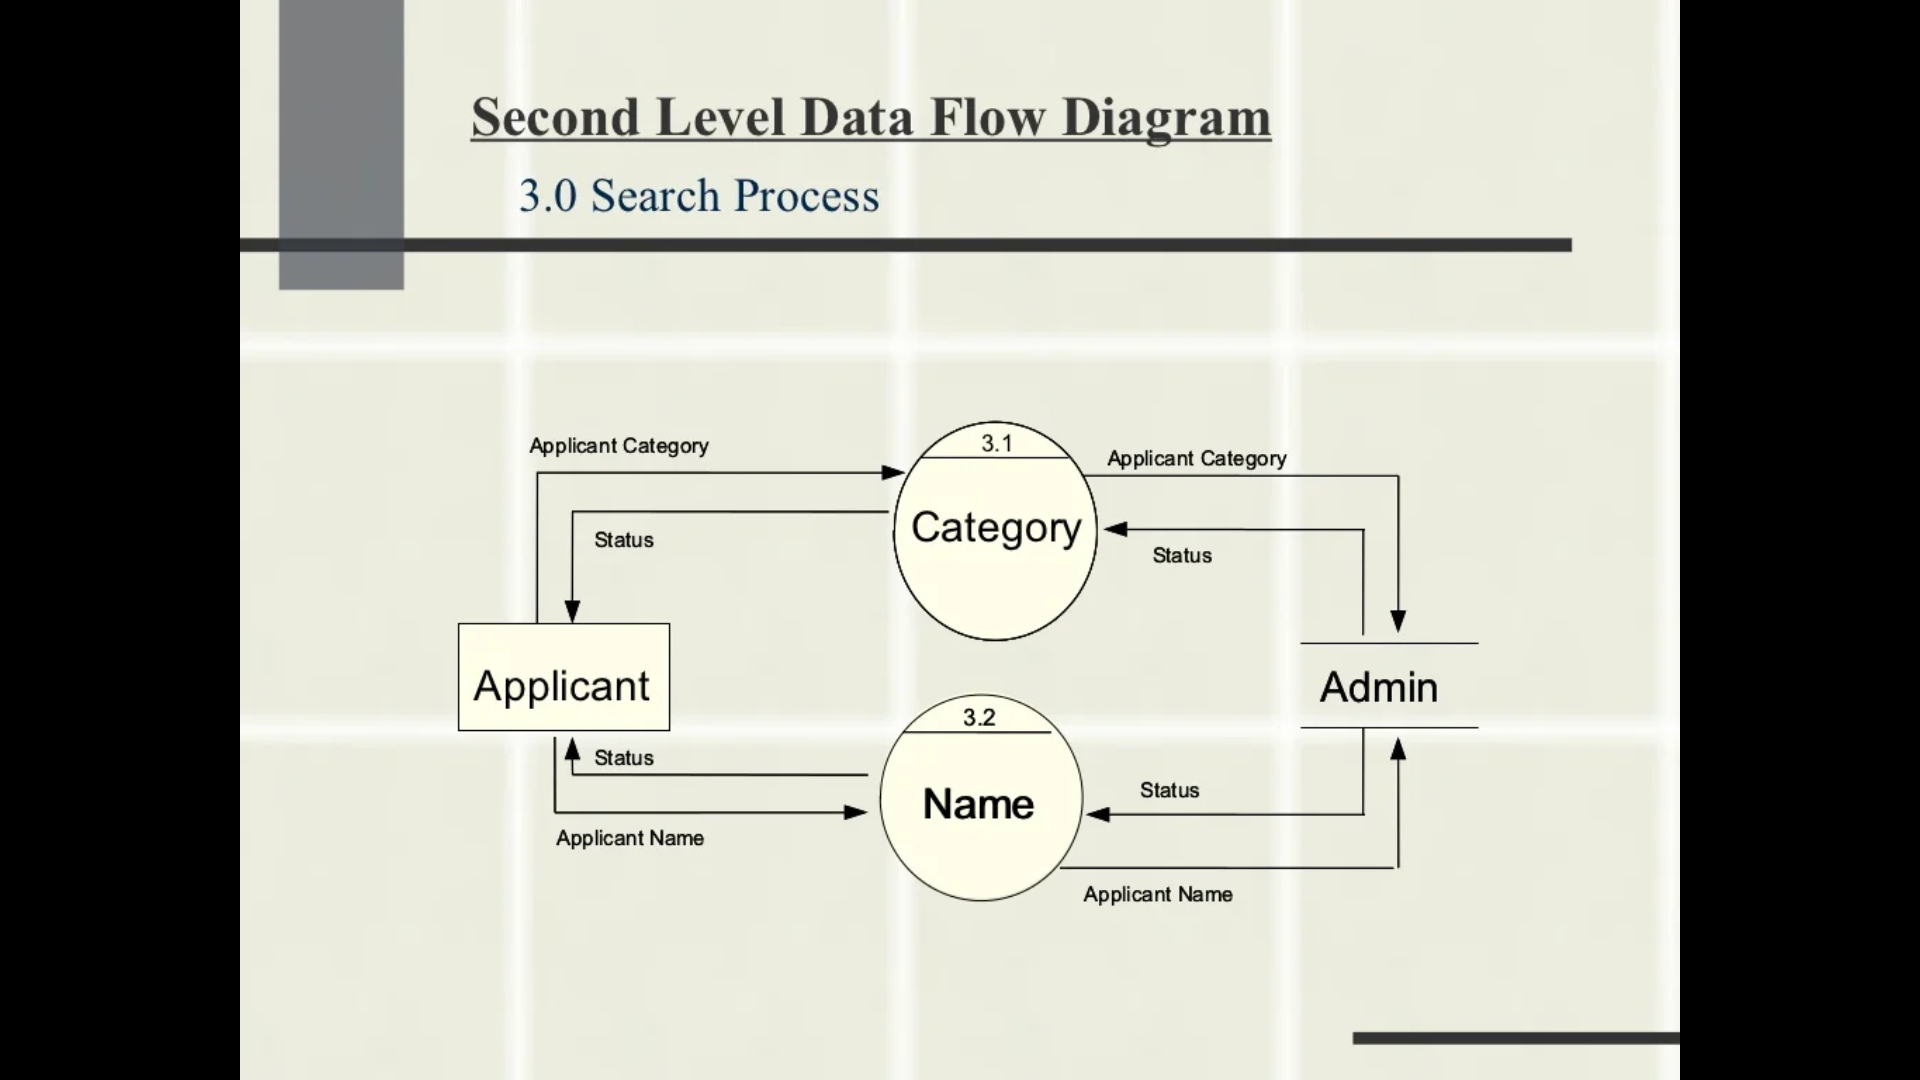 Second Level Data Flow Diagram
3.0 Search Process
Applicant Category
3.1
Applicant Category
Category
Status
Status
Applicant
Admin
3.2
Status
Name
Status
Applicant Name
Applicant Name